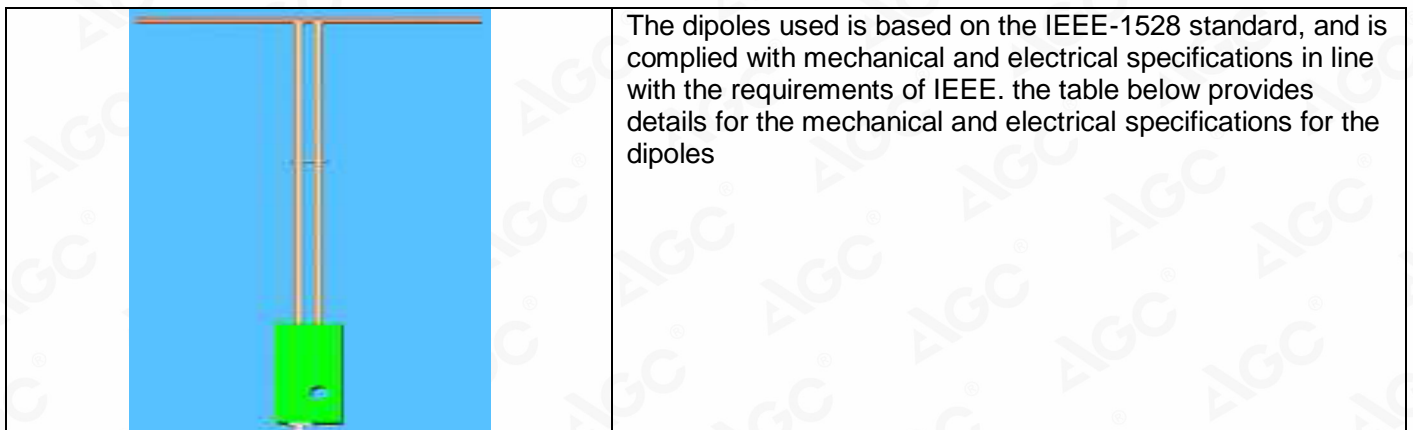 The dipoles used is based on the IEEE-1528 standard, and is
complied with mechanical and electrical specifications in line
with the requirements of IEEE. the table below provides
details for the mechanical and electrical specifications for the
dipoles